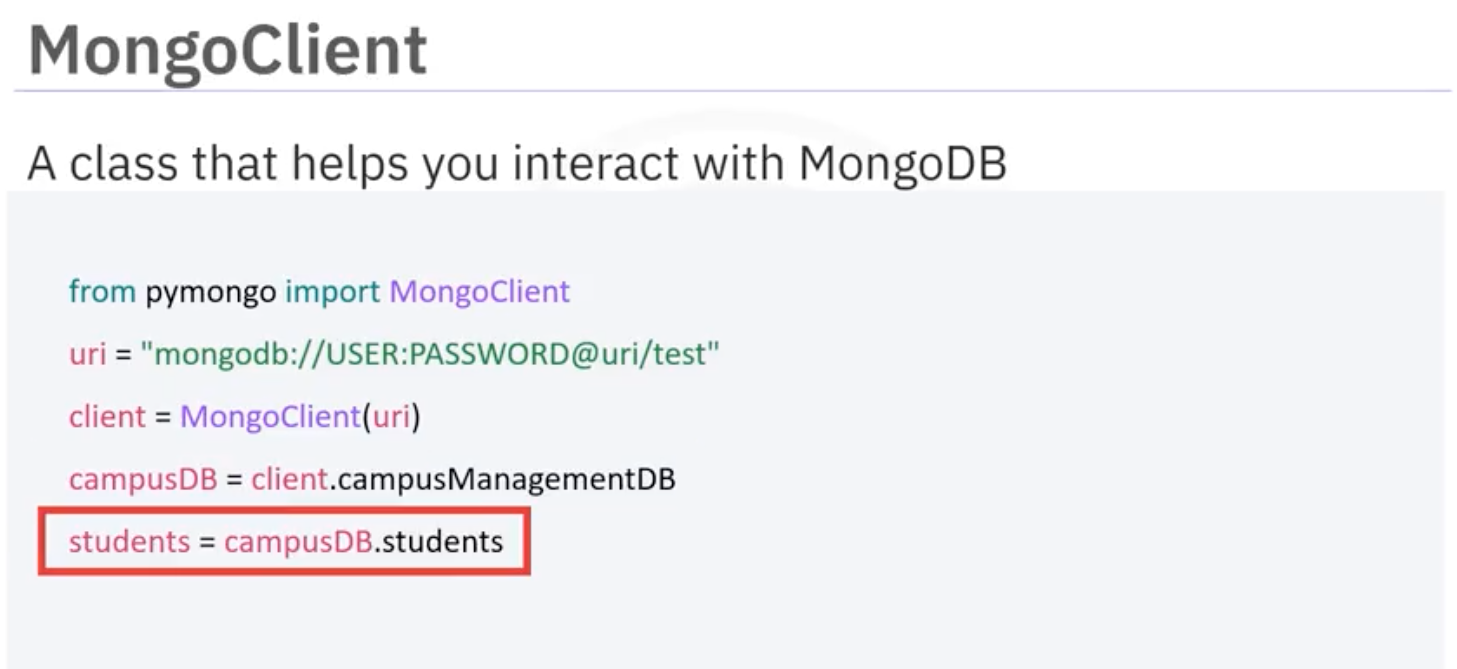 MongoClient
A class that helps you interact with MongoDB
from pymongo import MongoClient
uri = "mongodb://USER:PASSWORD@uri/test"
client = MongoClient(uri)
campusDB = client.campusManagementDB
students = campusDB.students